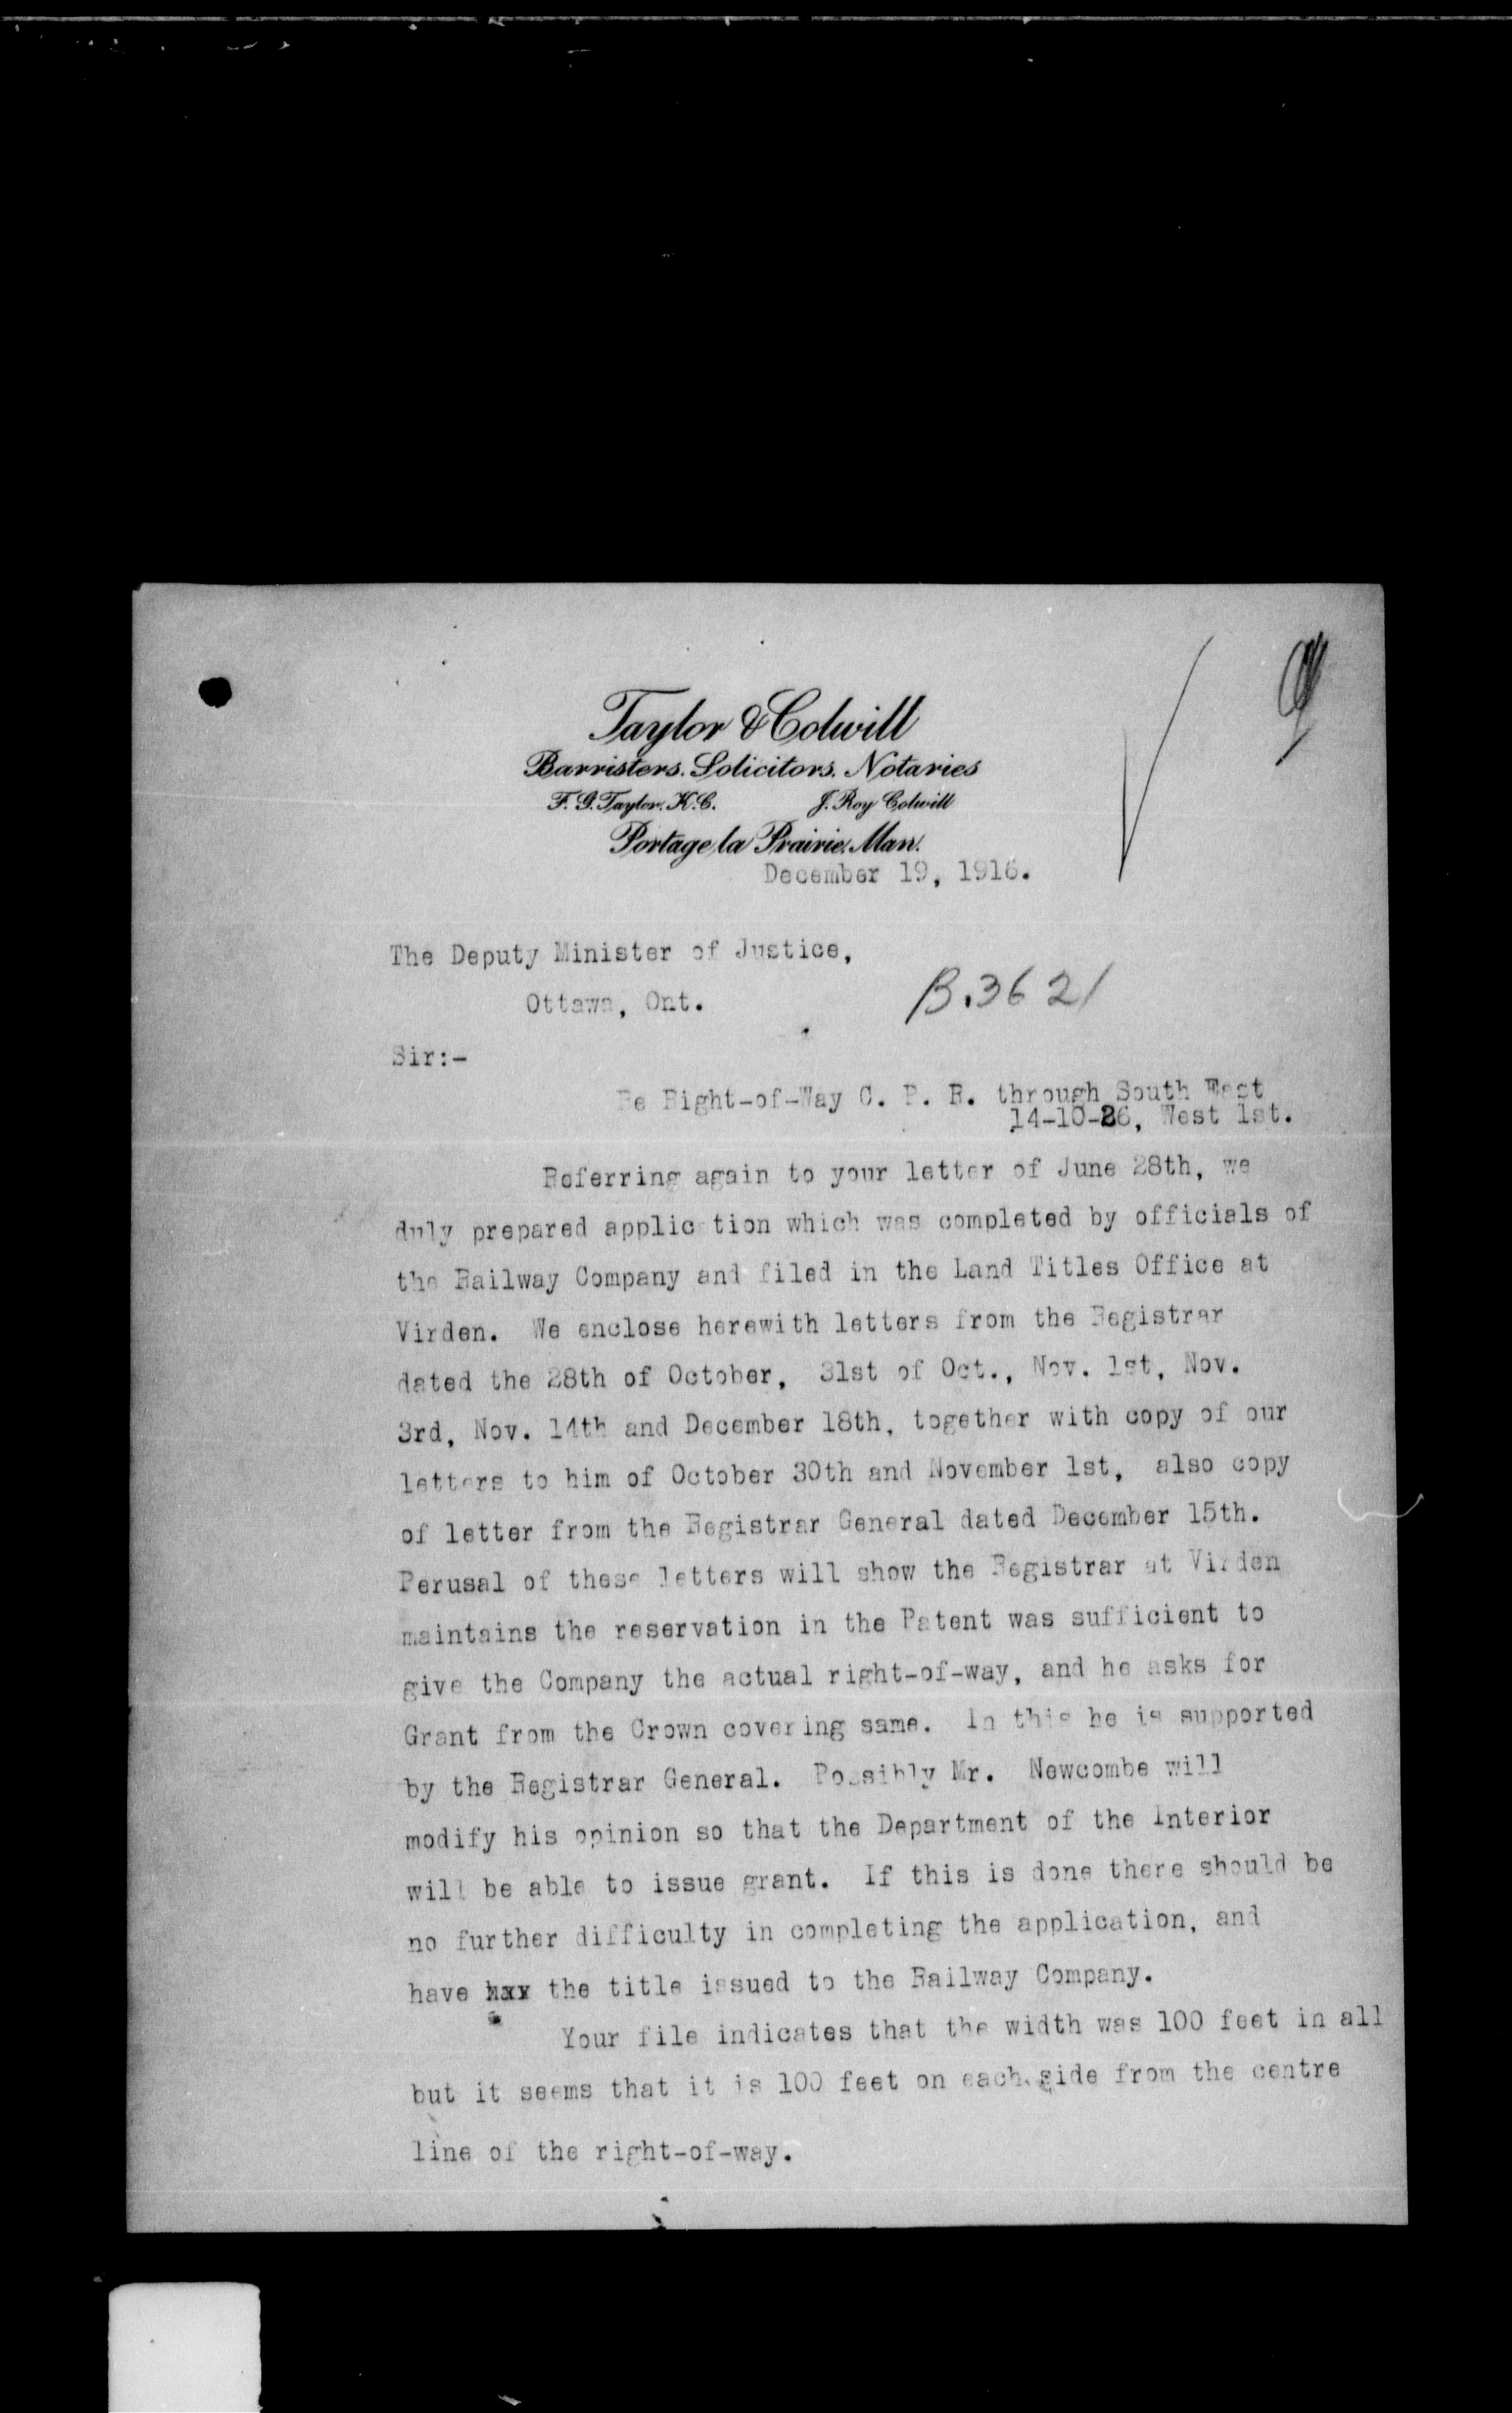 Taylor & Colwill
Barristers. Solicitors. Notaries
F. G. Taylor. K.C. J. Roy Colwill
Portage la Prairie. Man.
December 19, 1916.
The Deputy Minister of Justice,
Ottawa, Ont.
B.3621
Sir:-
Re Right-of-Way C. P. R. through South
14-10-26, West 1st.
Referring again to your letter of June 28th, we
duly prepared application which was completed by officials of
the Railway Company and filed in the Land Titles Office at
Virden. We enclose herewith letters from the Registrar
dated the 28th of October, 31st of Oct., Nov. 1st, Nov.
3rd, Nov. 14th and December 18th, together with copy of our
letters to him of October 30th and November 1st, also copy
of letter from the Registrar General dated December 15th.
Perusal of these letters will show the Registrar at Virden
maintains the reservation in the Patent was sufficient to
give the Company the actual right-of-way, and he asks for
Grant from the Crown covering same. In this he is supported
by the Registrar General. Possibly Mr. Newcombe will
modify his opinion so that the Department of the Interior
will be able to issue grant. If this is done there should be
no further difficulty in completing the application, and
have the title issued to the Railway Company.
Your file indicates that the width was 100 feet in all
but it seems that it is 100 feet on each side from the centre
line of the right-of-way.